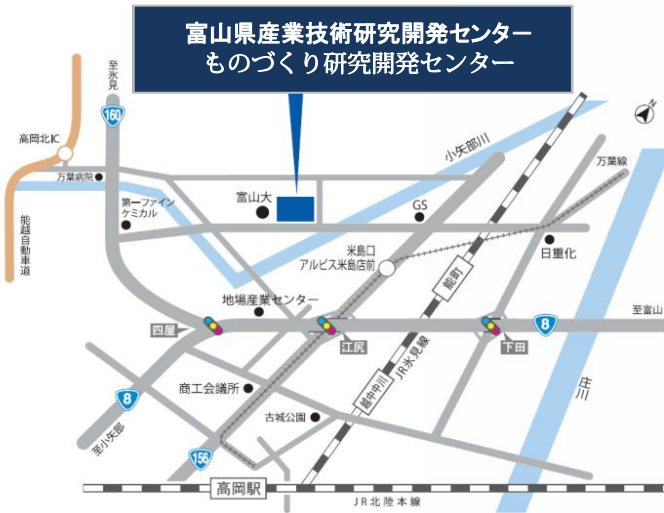 富山県産業技術研究開発センター
ものづくり研究開発センター
至氷見
160
N
高岡北IC
小矢部川
万葉線
万葉病院
第一ファイン
ケミカル
富山大
GS
能越自動車道
米島口
アルビス米島店前
日重化
能町
地場産業センター
至富山
四屋
江尻
8
下田
JR氷見線
庄川
商工会議所
越中中川
8
古城公園
至小矢部
156
高岡駅
JR北陸本線